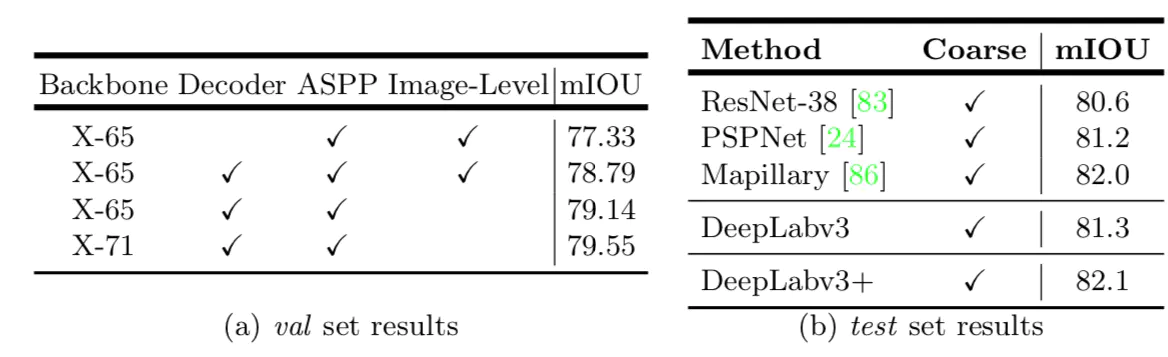 Backbone Decoder ASPP Image-Level mIOU
X-65 ✓ ✓ 77.33
X-65 ✓ ✓ ✓ 78.79
X-65 ✓ ✓ 79.14
X-71 ✓ ✓ 79.55
(a) val set results
Method Coarse mIOU
ResNet-38 [83] ✓ 80.6
PSPNet [24] ✓ 81.2
Mapillary [86] ✓ 82.0
DeepLabv3 ✓ 81.3
DeepLabv3+ ✓ 82.1
(b) test set results